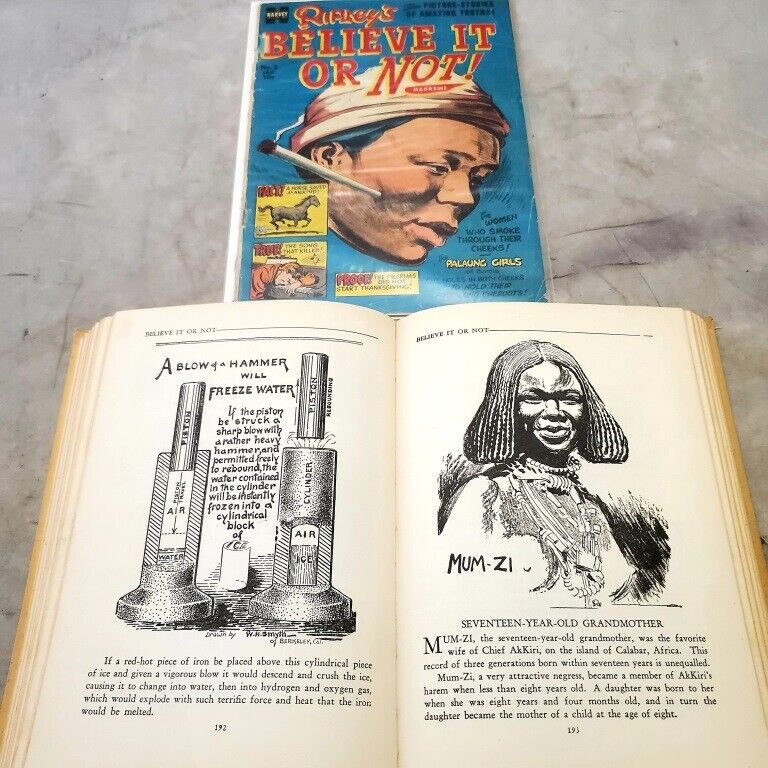 HARVEY
RIPLEY'S
True PICTURE-STORIES
OF AMAZING TRUTHS!
BELIEVE IT
OR NOT!
MAGAZINE
FACT! A HORSE SAVED
MANKIND!
TRUE! THE SONG
THAT KILLED!
PROOF! THE PILGRIMS
DID NOT
START THANKSGIVING!
The WOMEN
WHO SMOKE
THROUGH THEIR
CHEEKS!
PALAUNG GIRLS
of Burma
HOLES IN BOTH CHEEKS
TO HOLD THEIR
CHEROOTS!
BELIEVE IT OR NOT
A BLOW of A HAMMER
WILL
FREEZE WATER
If the piston
be struck a
sharp blow with
a rather heavy
hammer, and
permitted freely
to rebound, the
water contained
in the cylinder
will be instantly
frozen into a
cylindrical
block
of
ICE
PISTON
PISTON TRAVEL
AIR
WATER
PISTON
REBOUNDING
CYLINDER
AIR
ICE
Drawn by W.H. Smyth
of BERKELEY, Cal.
If a red-hot piece of iron be placed above this cylindrical piece
of ice and given a vigorous blow it would descend and crush the ice,
causing it to change into water, then into hydrogen and oxygen gas,
which would explode with such terrific force and heat that the iron
would be melted.
192
BELIEVE IT OR NOT
MUM-ZI
SEVENTEEN-YEAR-OLD GRANDMOTHER
MUM-ZI, the seventeen-year-old grandmother, was the favorite
wife of Chief AkKiri, on the island of Calabar, Africa. This
record of three generations born within seventeen years is unequalled.
Mum-Zi, a very attractive negress, became a member of AkKiri's
harem when less than eight years old. A daughter was born to her
when she was eight years and four months old, and in turn the
daughter became the mother of a child at the age of eight.
193